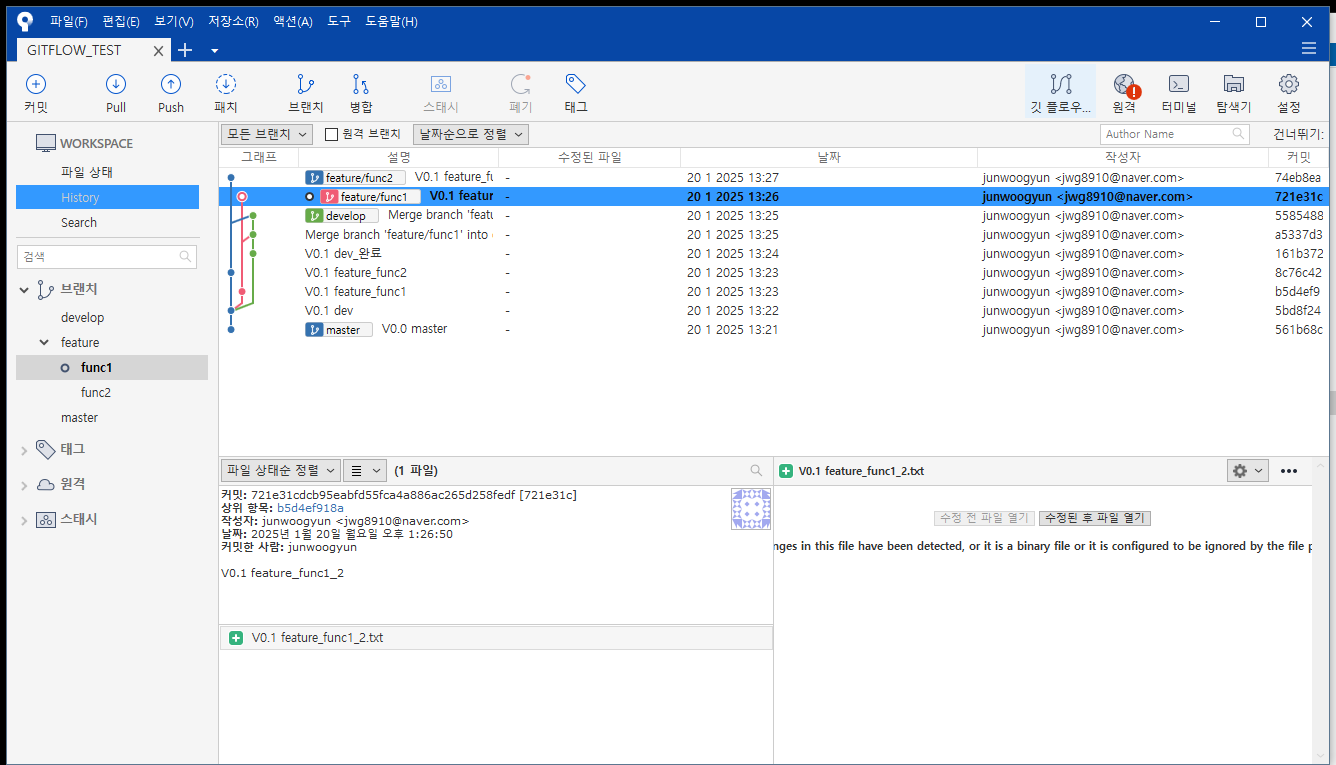 파일(F) 편집(E) 보기(V) 저장소(R) 액션(A) 도구 도움말(H)
GITFLOW_TEST
커밋 Pull Push 패치 브랜치 병합 스태시 폐기 태그 깃 플로우... 원격 터미널 탐색기 설정
WORKSPACE
파일 상태
History
Search
검색
브랜치
develop
feature
func1
func2
master
태그
원격
스태시
모든 브랜치 원격 브랜치 날짜순으로 정렬 Author Name 건너뛰기:
그래프 설명 수정된 파일 날짜 작성자 커밋
feature/func2 V0.1 feature_fu - 20 1 2025 13:27 junwoogyun <jwg8910@naver.com> 74eb8ea
feature/func1 V0.1 featur - 20 1 2025 13:26 junwoogyun <jwg8910@naver.com> 721e31c
develop Merge branch 'featu - 20 1 2025 13:25 junwoogyun <jwg8910@naver.com> 5585488
Merge branch 'feature/func1' into - 20 1 2025 13:25 junwoogyun <jwg8910@naver.com> a5337d3
V0.1 dev_완료 - 20 1 2025 13:24 junwoogyun <jwg8910@naver.com> 161b372
V0.1 feature_func2 - 20 1 2025 13:23 junwoogyun <jwg8910@naver.com> 8c76c42
V0.1 feature_func1 - 20 1 2025 13:23 junwoogyun <jwg8910@naver.com> b5d4ef9
V0.1 dev - 20 1 2025 13:22 junwoogyun <jwg8910@naver.com> 5bd8f24
master V0.0 master - 20 1 2025 13:21 junwoogyun <jwg8910@naver.com> 561b68c
파일 상태순 정렬 (1 파일)
커밋: 721e31cdcb95eabfd55fca4a886ac265d258fedf [721e31c]
상위 항목: b5d4ef918a
작성자: junwoogyun <jwg8910@naver.com>
날짜: 2025년 1월 20일 월요일 오후 1:26:50
커밋한 사람: junwoogyun
V0.1 feature_func1_2
V0.1 feature_func1_2.txt
V0.1 feature_func1_2.txt
수정 전 파일 열기 수정된 후 파일 열기
nges in this file have been detected, or it is a binary file or it is configured to be ignored by the file p